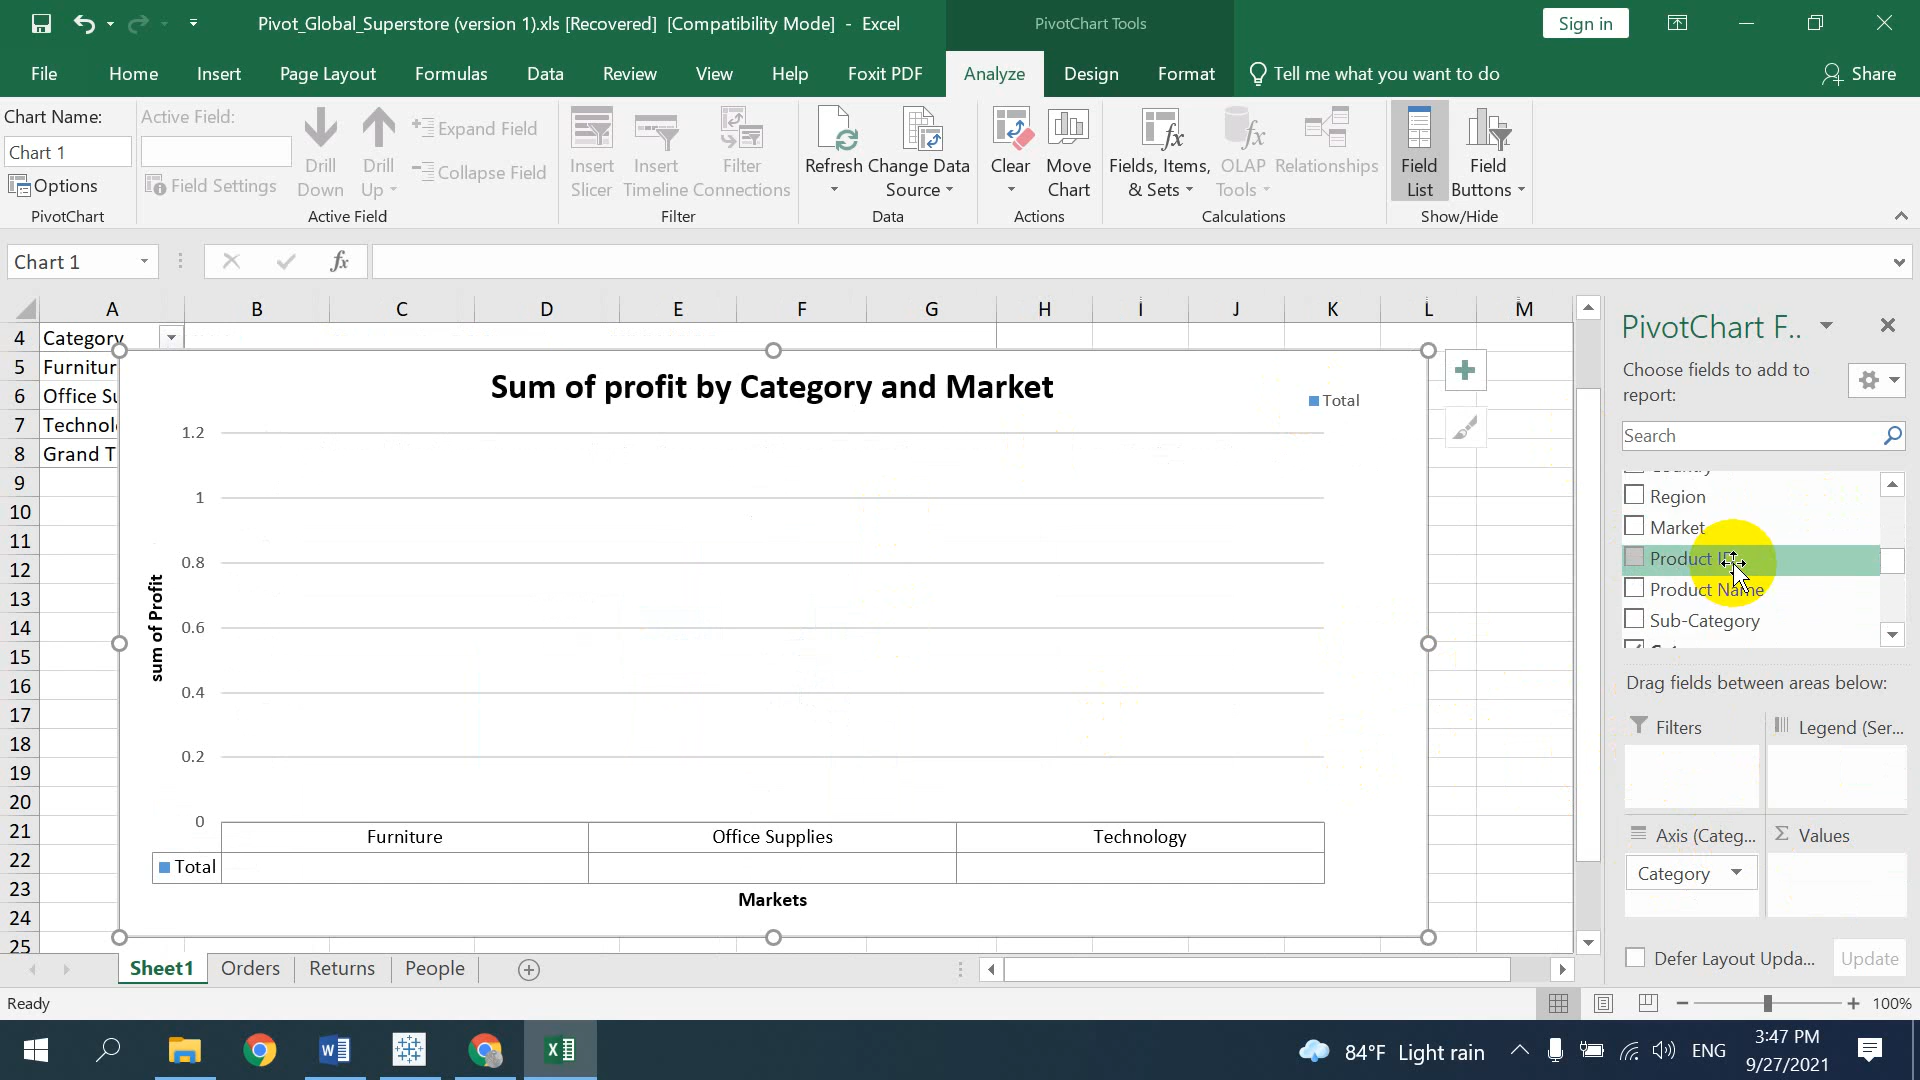 Pivot_Global_Superstore (version 1).xls [Recovered] [Compatibility Mode] - Excel
PivotChart Tools
Sign in
File Home Insert Page Layout Formulas Data Review View Help Foxit PDF Analyze Design Format Tell me what you want to do Share
Chart Name:
Chart 1
Options
PivotChart
Active Field:
Field Settings
Drill Down
Drill Up
Expand Field
Collapse Field
Active Field
Insert Slicer
Insert Timeline
Filter Connections
Filter
Refresh
Change Data Source
Data
Clear
Move Chart
Actions
Fields, Items, & Sets
OLAP Tools
Relationships
Calculations
Field List
Field Buttons
Show/Hide
Chart 1
fx
A B C D E F G H I J K L M
4 Category
5 Furnitur
6 Office Su
7 Technol
8 Grand T
9
10
11
12
13
14
15
16
17
18
19
20
21
22
23
24
25
Sum of profit by Category and Market
Total
1.2
1
0.8
0.6
0.4
0.2
0
sum of Profit
Furniture Office Supplies Technology
Total
Markets
PivotChart F..
Choose fields to add to
report:
Search
Region
Market
Product ID
Product Name
Sub-Category
Drag fields between areas below:
Filters
Legend (Ser...
Axis (Categ...
Values
Category
Defer Layout Upda...
Update
Sheet1 Orders Returns People
Ready
100%
84°F Light rain
ENG
3:47 PM
9/27/2021